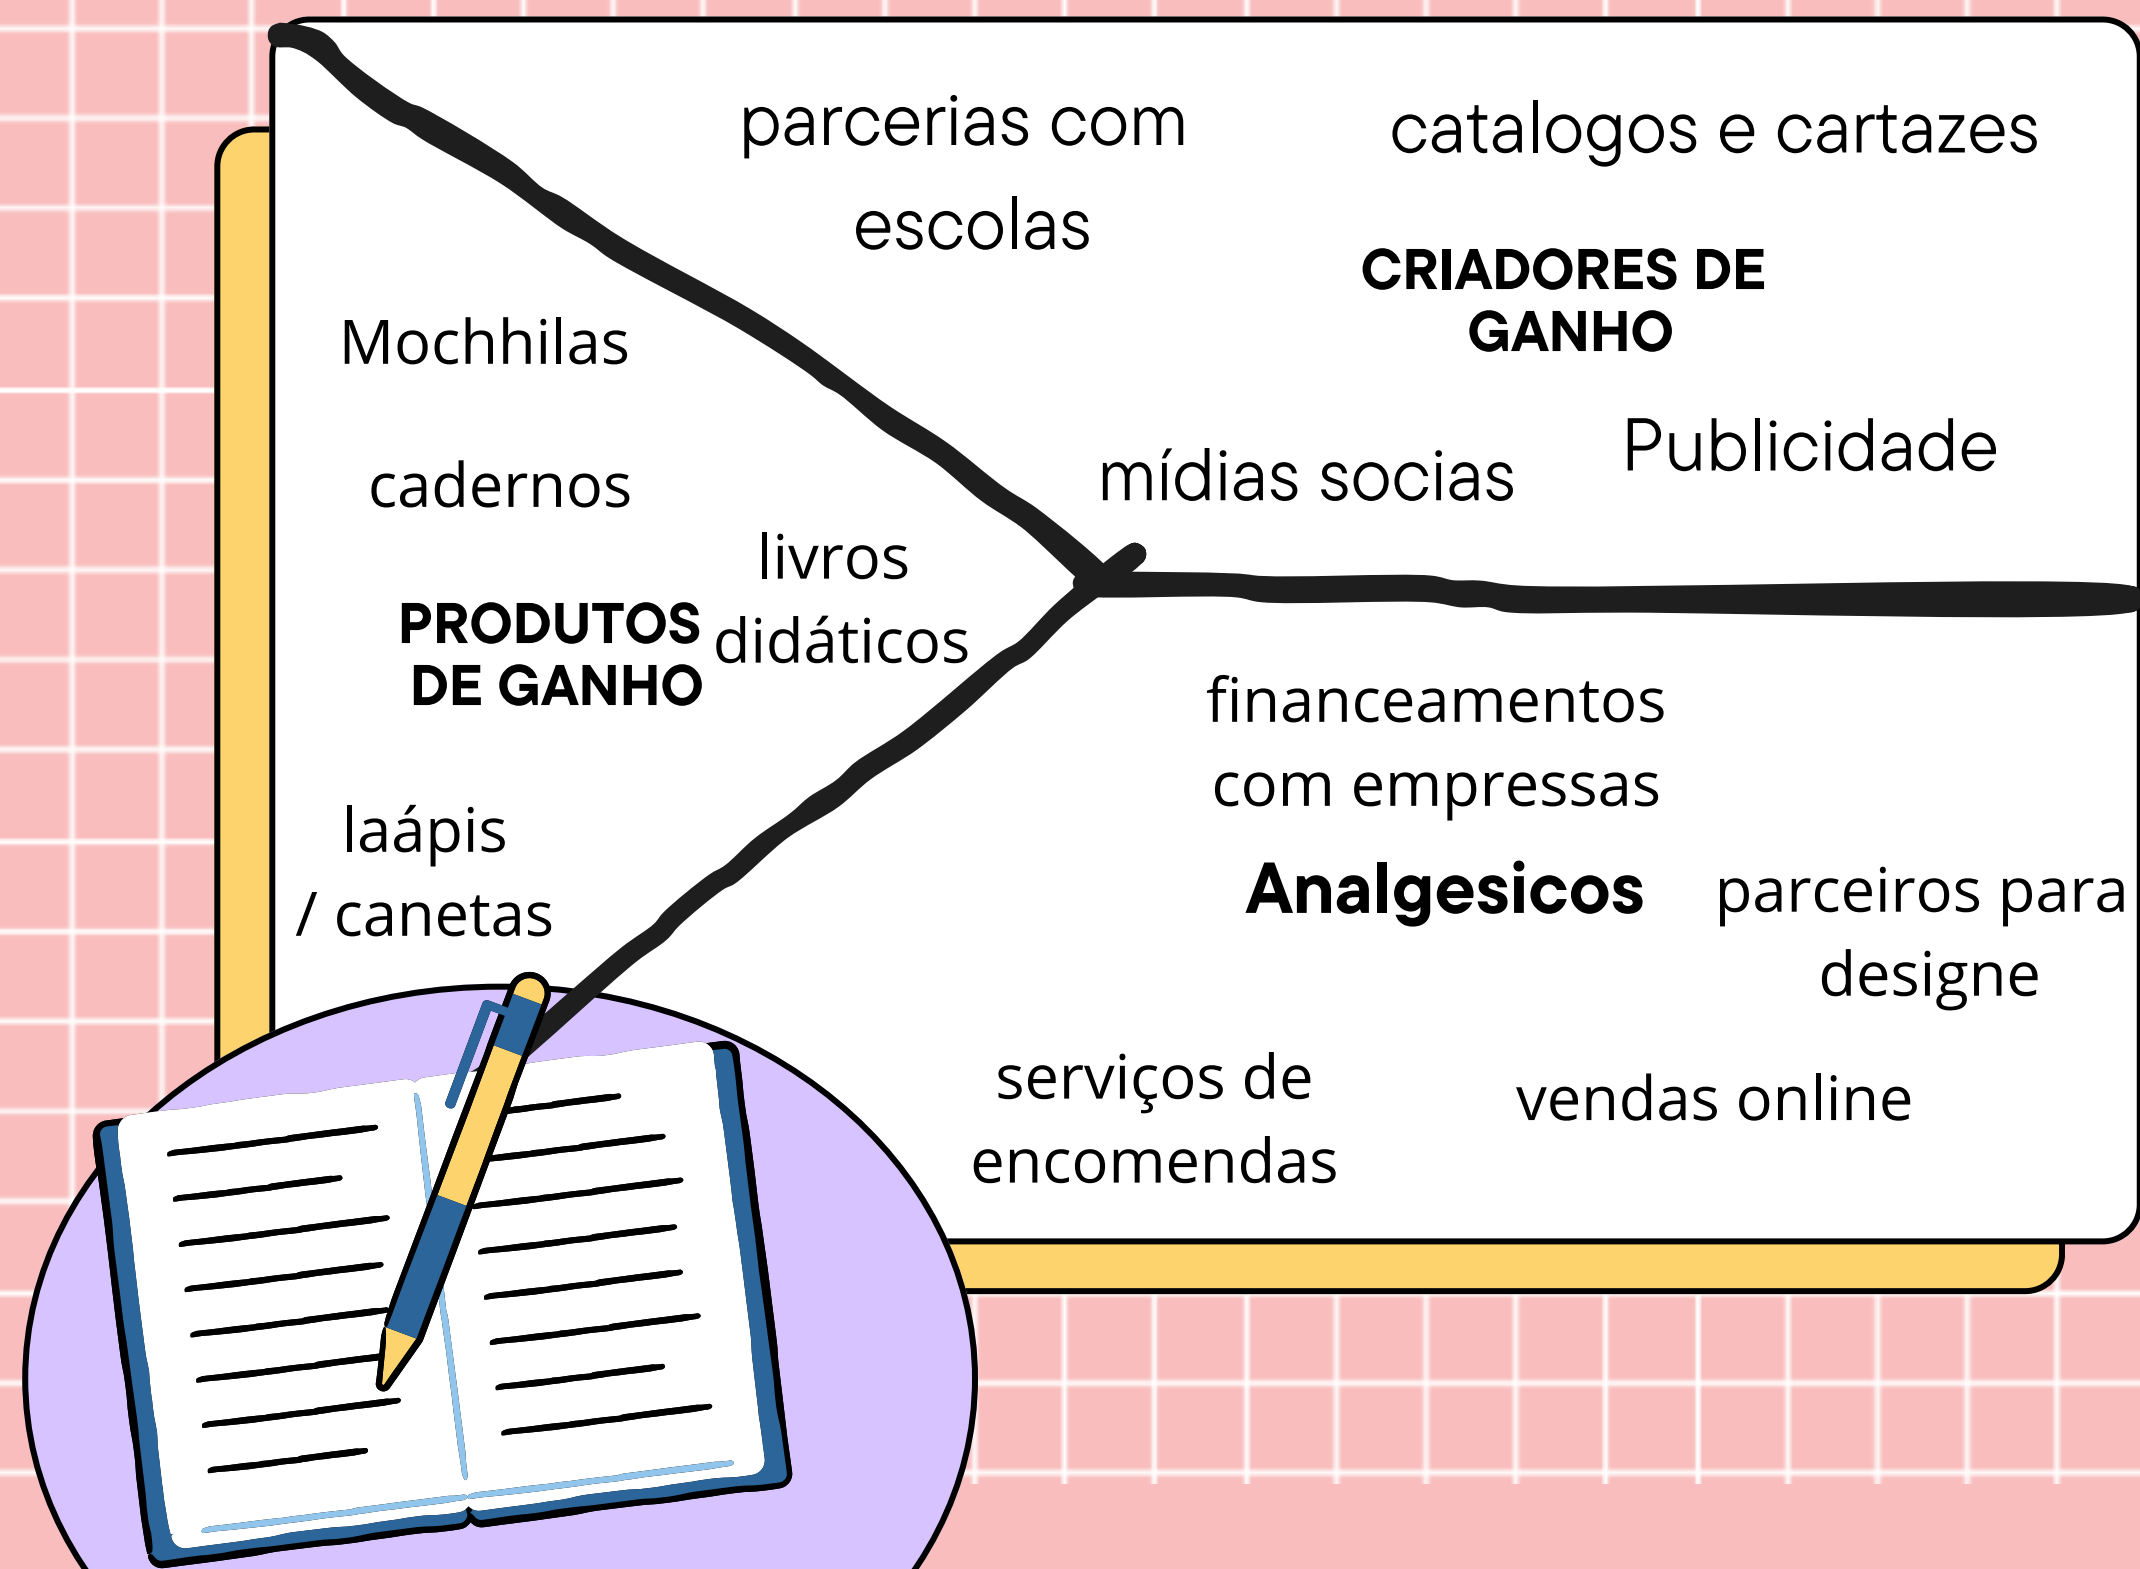 parcerias com
escolas
catalogos e cartazes
CRIADORES DE
GANHO
mídias socias
Publicidade
Mochhilas
cadernos
livros
didáticos
PRODUTOS
DE GANHO
laápis
/ canetas
financeamentos
com empressas
Analgesicos
parceiros para
designe
serviços de
encomendas
vendas online